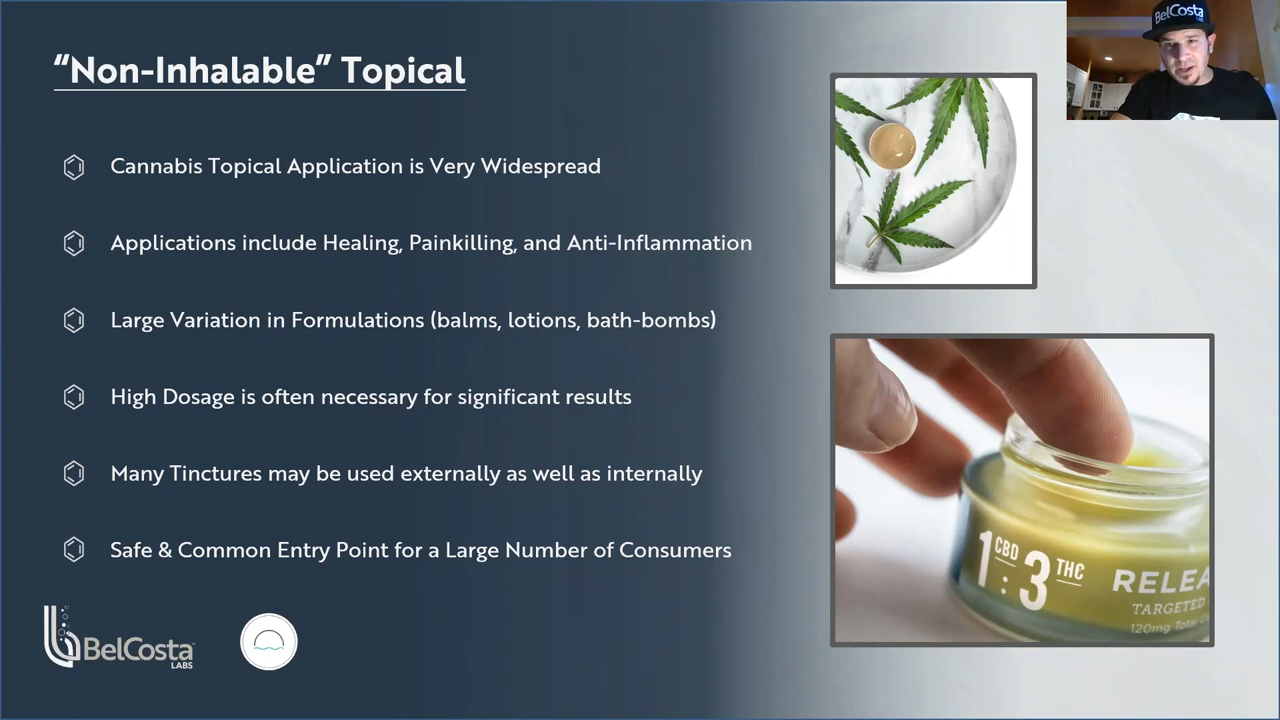 “Non-Inhalable” Topical
BelCosta
Cannabis Topical Application is Very Widespread
Applications include Healing, Painkilling, and Anti-Inflammation
Large Variation in Formulations (balms, lotions, bath-bombs)
High Dosage is often necessary for significant results
Many Tinctures may be used externally as well as internally
Safe & Common Entry Point for a Large Number of Consumers
1 CBD : 3 THC
RELEA
TARGETED
120mg Total
BelCosta
LABS